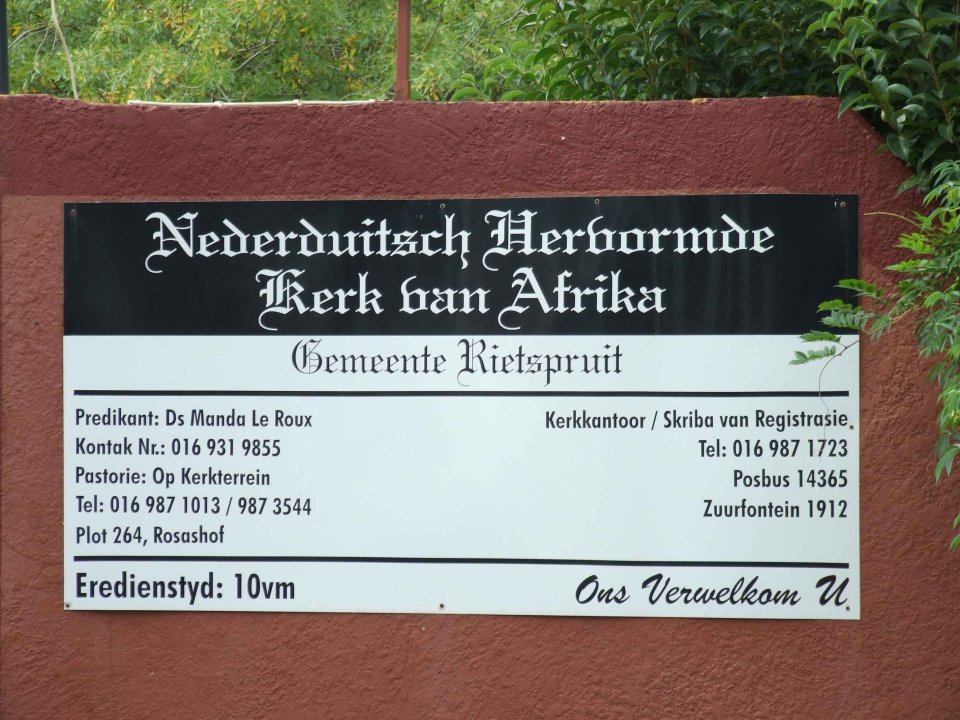 Nederduitsch Hervormde
Kerk van Afrika
Gemeente Rietspruit
Predikant: Ds Manda Le Roux
Kontak Nr.: 016 931 9855
Pastorie: Op Kerkterrein
Tel: 016 987 1013 / 987 3544
Plot 264, Rosashof
Kerkkantoor / Skriba van Registrasie
Tel: 016 987 1723
Posbus 14365
Zuurfontein 1912
Eredienstyd: 10vm
Ons Verwelkom U